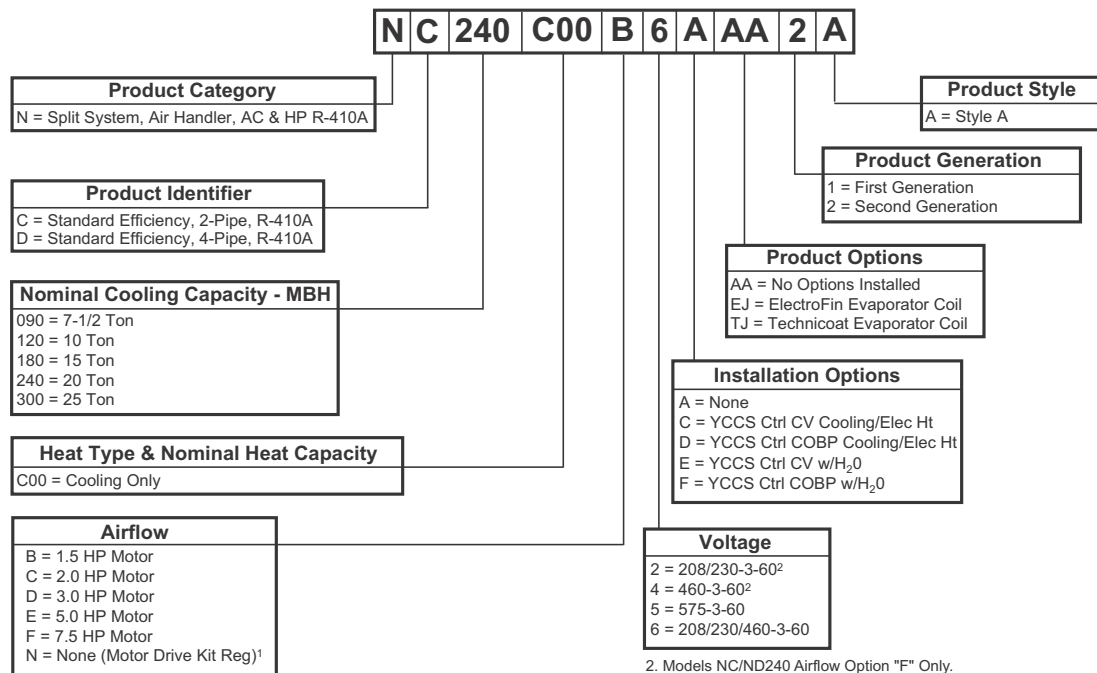 N C 240 C00 B 6 A AA 2 A
Product Category
N = Split System, Air Handler, AC & HP R-410A
Product Identifier
C = Standard Efficiency, 2-Pipe, R-410A
D = Standard Efficiency, 4-Pipe, R-410A
Nominal Cooling Capacity - MBH
090 = 7-1/2 Ton
120 = 10 Ton
180 = 15 Ton
240 = 20 Ton
300 = 25 Ton
Heat Type & Nominal Heat Capacity
C00 = Cooling Only
Airflow
B = 1.5 HP Motor
C = 2.0 HP Motor
D = 3.0 HP Motor
E = 5.0 HP Motor
F = 7.5 HP Motor
N = None (Motor Drive Kit Reg)¹
Product Style
A = Style A
Product Generation
1 = First Generation
2 = Second Generation
Product Options
AA = No Options Installed
EJ = ElectroFin Evaporator Coil
TJ = Technicoat Evaporator Coil
Installation Options
A = None
C = YCCS Ctrl CV Cooling/Elec Ht
D = YCCS Ctrl COBP Cooling/Elec Ht
E = YCCS Ctrl CV w/H₂0
F = YCCS Ctrl COBP w/H₂0
Voltage
2 = 208/230-3-60²
4 = 460-3-60²
5 = 575-3-60
6 = 208/230/460-3-60
2. Models NC/ND240 Airflow Option "F" Only.